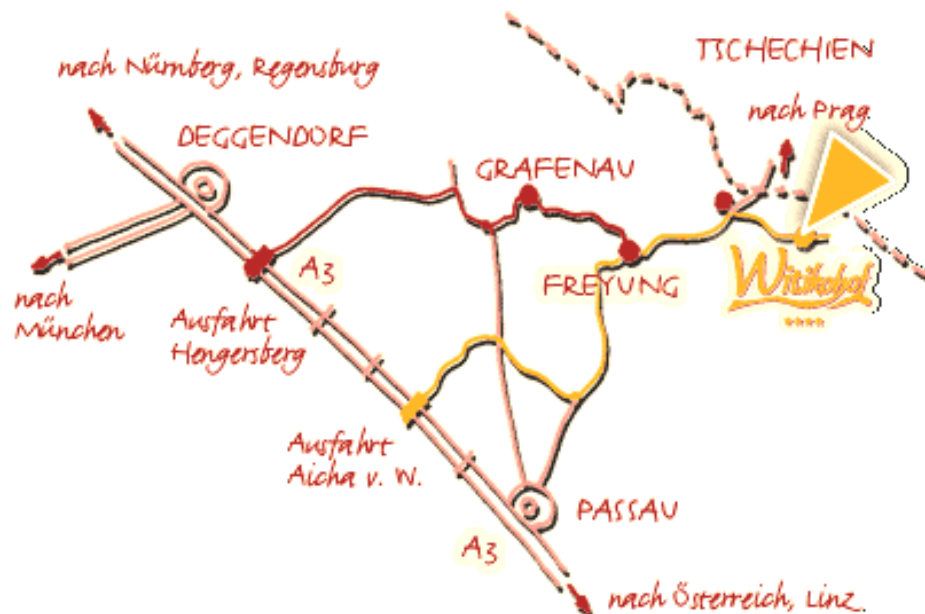 TSCHECHIEN
nach Nürnberg, Regensburg
nach Prag
DEGGENDORF
GRAFENAU
A3
FREYUNG
Witikohof
****
nach
München
Ausfahrt
Hengersberg
Ausfahrt
Aicha v. W.
PASSAU
A3
nach Österreich, Linz